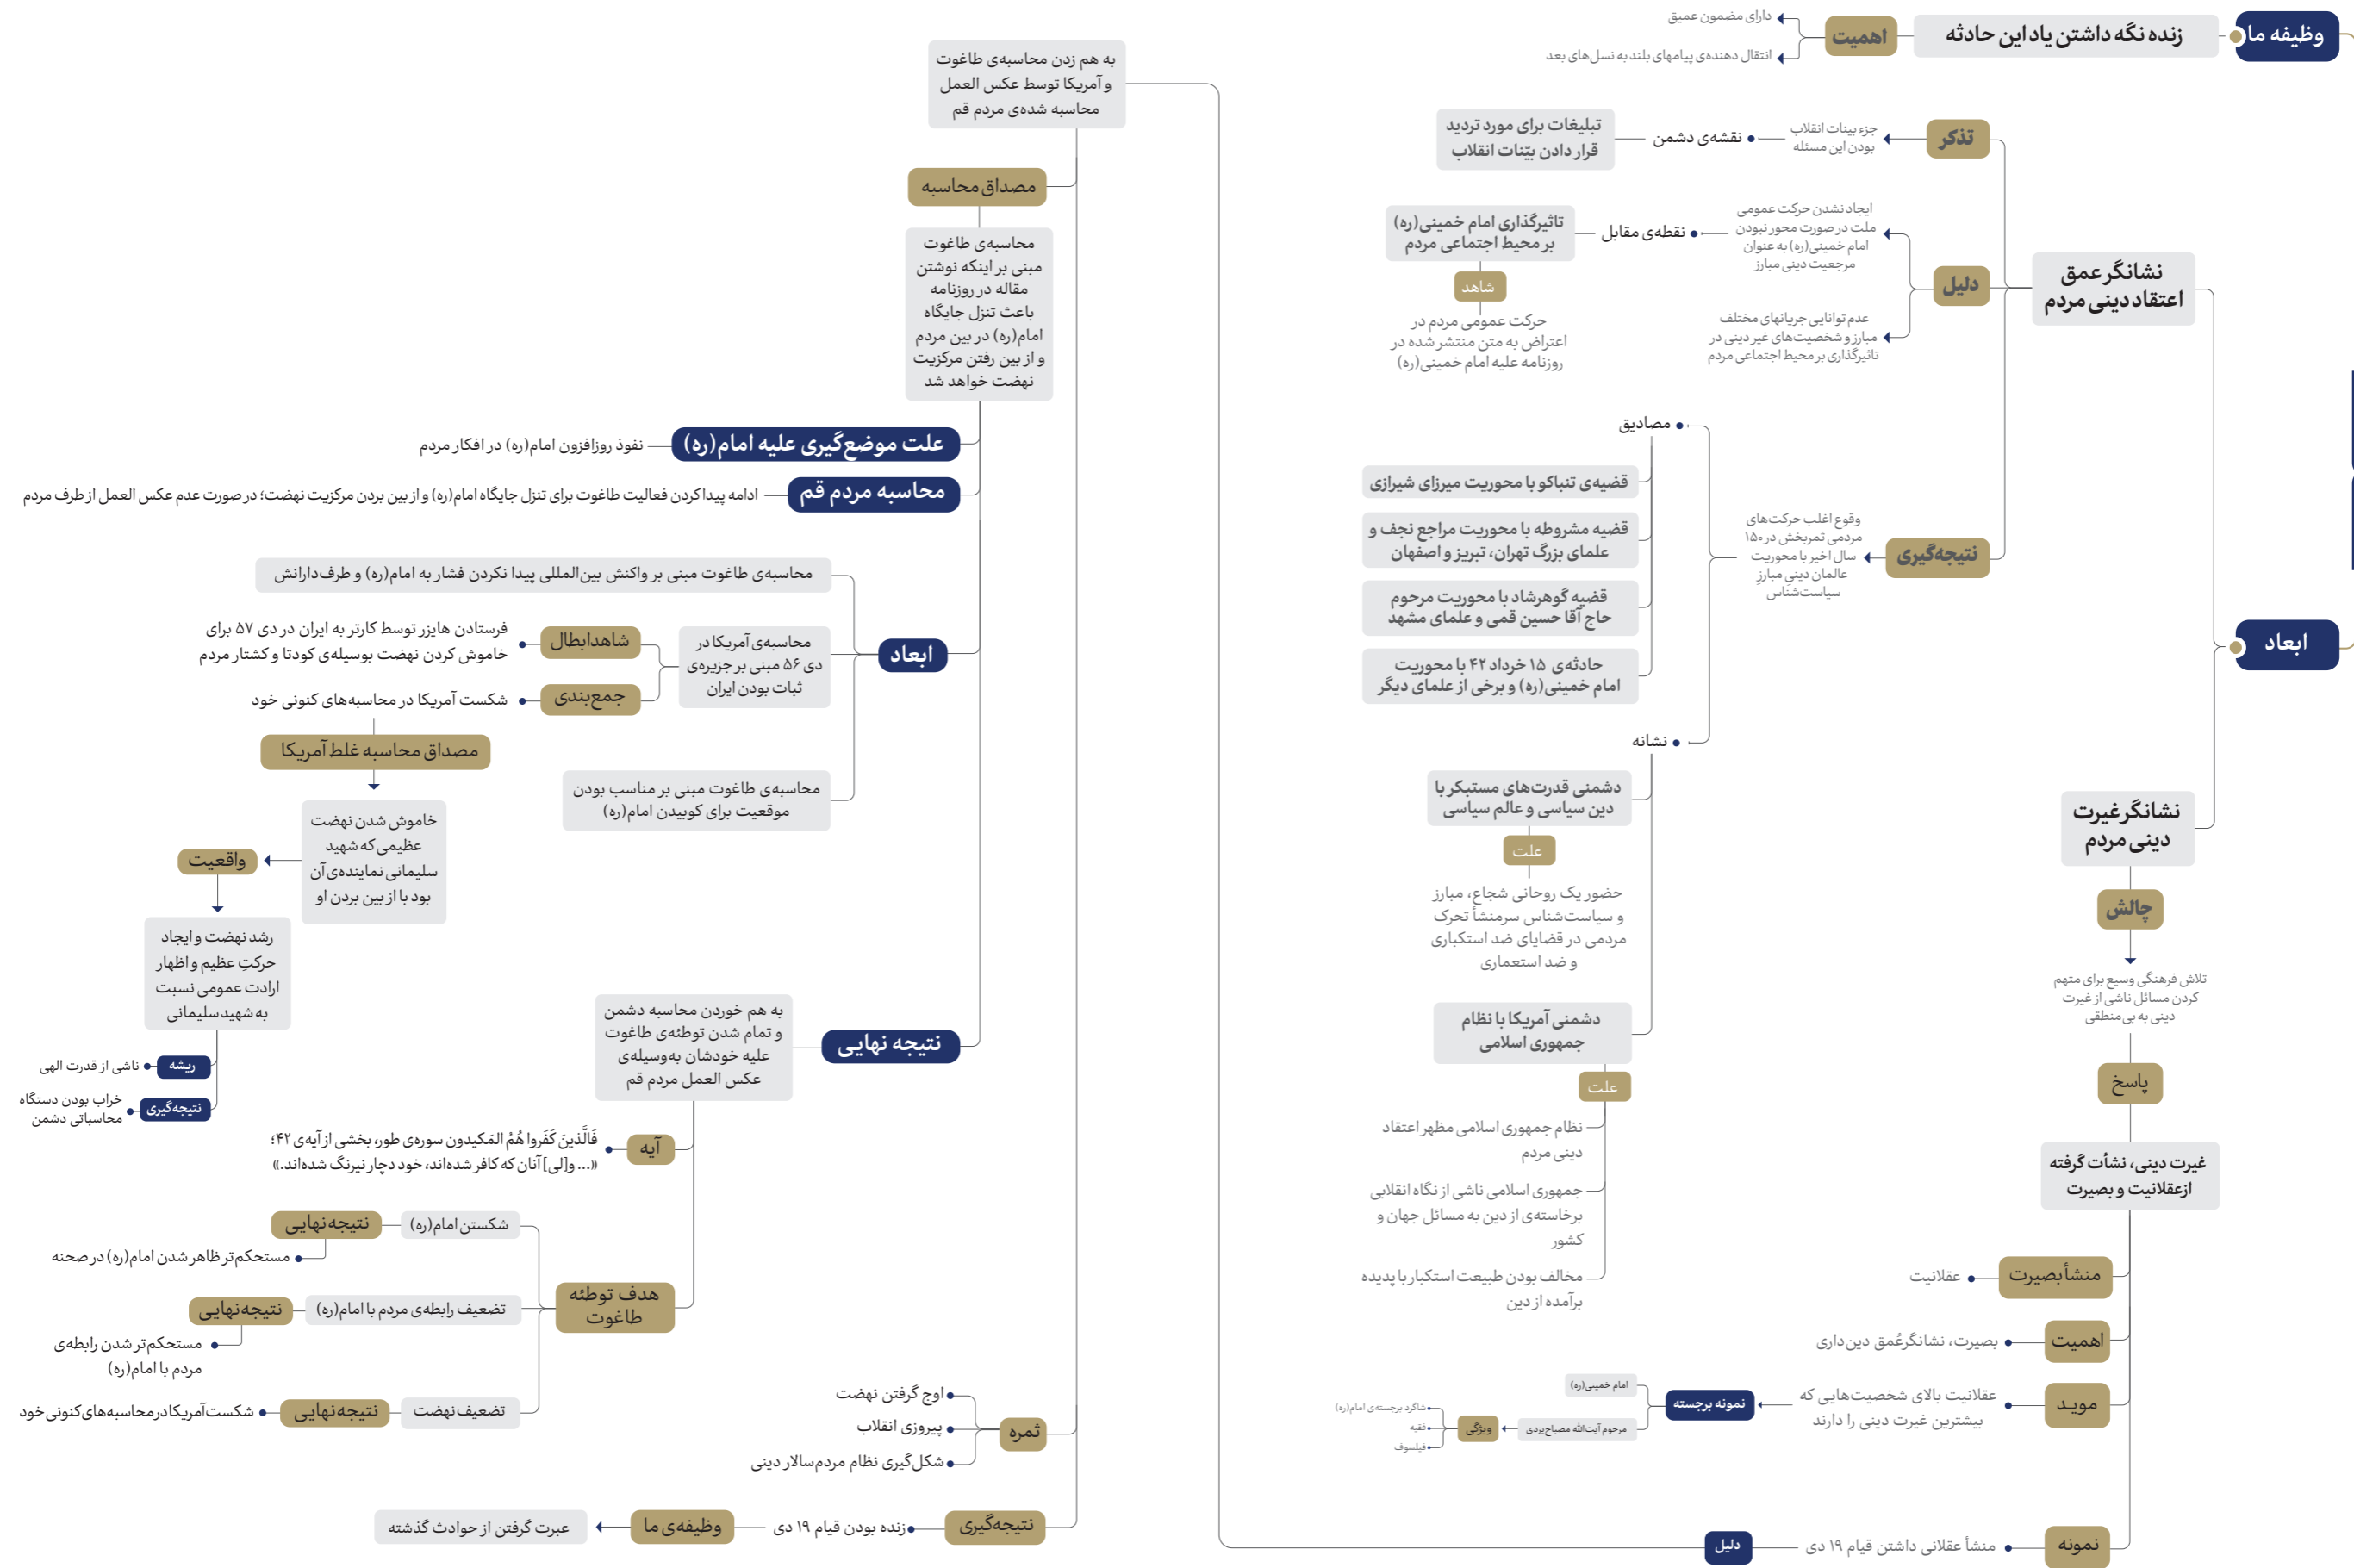 وظیفه ما
زنده نگه داشتن یاد این حادثه
اهمیت
دارای مضمون عمیق
انتقال دهنده‌ی پیامهای بلند به نسل‌های بعد
ابعاد
نشانگر عمق
اعتقاد دینی مردم
تذکر
جزء بینات انقلاب
بودن این مسئله
نقشه‌ی دشمن
تبلیغات برای مورد تردید
قرار دادن بیّنات انقلاب
دلیل
ایجاد نشدن حرکت عمومی
ملت در صورت محور نبودن
امام خمینی(ره) به عنوان
مرجعیت دینی مبارز
نقطه‌ی مقابل
تاثیرگذاری امام خمینی(ره)
بر محیط اجتماعی مردم
شاهد
حرکت عمومی مردم در
اعتراض به متن منتشر شده در
روزنامه علیه امام خمینی(ره)
عدم توانایی جریانهای مختلف
مبارز و شخصیت‌های غیر دینی در
تاثیرگذاری بر محیط اجتماعی مردم
نتیجه‌گیری
وقوع اغلب حرکت‌های
مردمی ثمربخش در ۱۵۰
سال اخیر با محوریت
عالمان دینیِ مبارزِ
سیاست‌شناس
مصادیق
قضیه‌ی تنباکو با محوریت میرزای شیرازی
قضیه مشروطه با محوریت مراجع نجف و
علمای بزرگ تهران، تبریز و اصفهان
قضیه گوهرشاد با محوریت مرحوم
حاج آقا حسین قمی و علمای مشهد
حادثه‌ی ۱۵ خرداد ۴۲ با محوریت
امام خمینی(ره) و برخی از علمای دیگر
نشانه
دشمنی قدرت‌های مستبکر با
دین سیاسی و عالم سیاسی
علت
حضور یک روحانی شجاع، مبارز
و سیاست‌شناس سرمنشأ تحرک
مردمی در قضایای ضد استکباری
و ضد استعماری
دشمنی آمریکا با نظام
جمهوری اسلامی
علت
نظام جمهوری اسلامی مظهر اعتقاد
دینی مردم
جمهوری اسلامی ناشی از نگاه انقلابی
برخاسته‌ی از دین به مسائل جهان و
کشور
مخالف بودن طبیعت استکبار با پدیده
برآمده از دین
نشانگر غیرت
دینی مردم
چالش
تلاش فرهنگی وسیع برای متهم
کردن مسائل ناشی از غیرت
دینی به بی‌منطقی
پاسخ
غیرت دینی، نشأت گرفته
از عقلانیت و بصیرت
منشأ بصیرت
عقلانیت
اهمیت
بصیرت، نشانگر عُمق دین‌داری
موید
عقلانیت بالای شخصیت‌هایی که
بیشترین غیرت دینی را دارند
نمونه برجسته
امام خمینی(ره)
مرحوم آیت‌الله مصباح یزدی
ویژگی
شاگرد برجسته‌ی امام(ره)
فقیه
فیلسوف
نمونه
منشأ عقلانی داشتن قیام ۱۹ دی
دلیل
به هم زدن محاسبه‌ی طاغوت
و آمریکا توسط عکس العمل
محاسبه شده‌ی مردم قم
مصداق محاسبه
محاسبه‌ی طاغوت
مبنی بر اینکه نوشتن
مقاله در روزنامه
باعث تنزل جایگاه
امام(ره) در بین مردم
و از بین رفتن مرکزیت
نهضت خواهد شد
علت موضع‌گیری علیه امام(ره)
نفوذ روزافزون امام(ره) در افکار مردم
محاسبه مردم قم
ادامه پیدا کردن فعالیت طاغوت برای تنزل جایگاه امام(ره) و از بین بردن مرکزیت نهضت؛ در صورت عدم عکس العمل از طرف مردم
ابعاد
محاسبه‌ی طاغوت مبنی بر واکنش بین‌المللی پیدا نکردن فشار به امام(ره) و طرف‌دارانش
محاسبه‌ی آمریکا در
دی ۵۶ مبنی بر جزیره‌ی
ثبات بودن ایران
شاهد ابطال
فرستادن هایزر توسط کارتر به ایران در دی ۵۷ برای
خاموش کردن نهضت بوسیله‌ی کودتا و کشتار مردم
جمع‌بندی
شکست آمریکا در محاسبه‌های کنونی خود
مصداق محاسبه غلط آمریکا
خاموش شدن نهضت
عظیمی که شهید
سلیمانی نماینده‌ی آن
بود با از بین بردن او
واقعیت
رشد نهضت و ایجاد
حرکتِ عظیم و اظهار
ارادت عمومی نسبت
به شهید سلیمانی
ریشه
ناشی از قدرت الهی
نتیجه‌گیری
خراب بودن دستگاه
محاسباتی دشمن
محاسبه‌ی طاغوت مبنی بر مناسب بودن
موقعیت برای کوبیدن امام(ره)
نتیجه نهایی
به هم خوردن محاسبه دشمن
و تمام شدن توطئه‌ی طاغوت
علیه خودشان به‌وسیله‌ی
عکس العمل مردم قم
آیه
فَالَّذینَ کَفَروا هُمُ المَکیدون سوره‌ی طور، بخشی از آیه‌ی ۴۲؛
«... و[لی] آنان که کافر شده‌اند، خود دچار نیرنگ شده‌اند.»
هدف توطئه
طاغوت
شکستن امام(ره)
نتیجه نهایی
مستحکم‌تر ظاهر شدن امام(ره) در صحنه
تضعیف رابطه‌ی مردم با امام(ره)
نتیجه نهایی
مستحکم‌تر شدن رابطه‌ی
مردم با امام(ره)
تضعیف نهضت
نتیجه نهایی
شکست آمریکا در محاسبه‌های کنونی خود
ثمره
اوج گرفتن نهضت
پیروزی انقلاب
شکل‌گیری نظام مردم‌سالار دینی
نتیجه‌گیری
زنده بودن قیام ۱۹ دی
وظیفه‌ی ما
عبرت گرفتن از حوادث گذشته